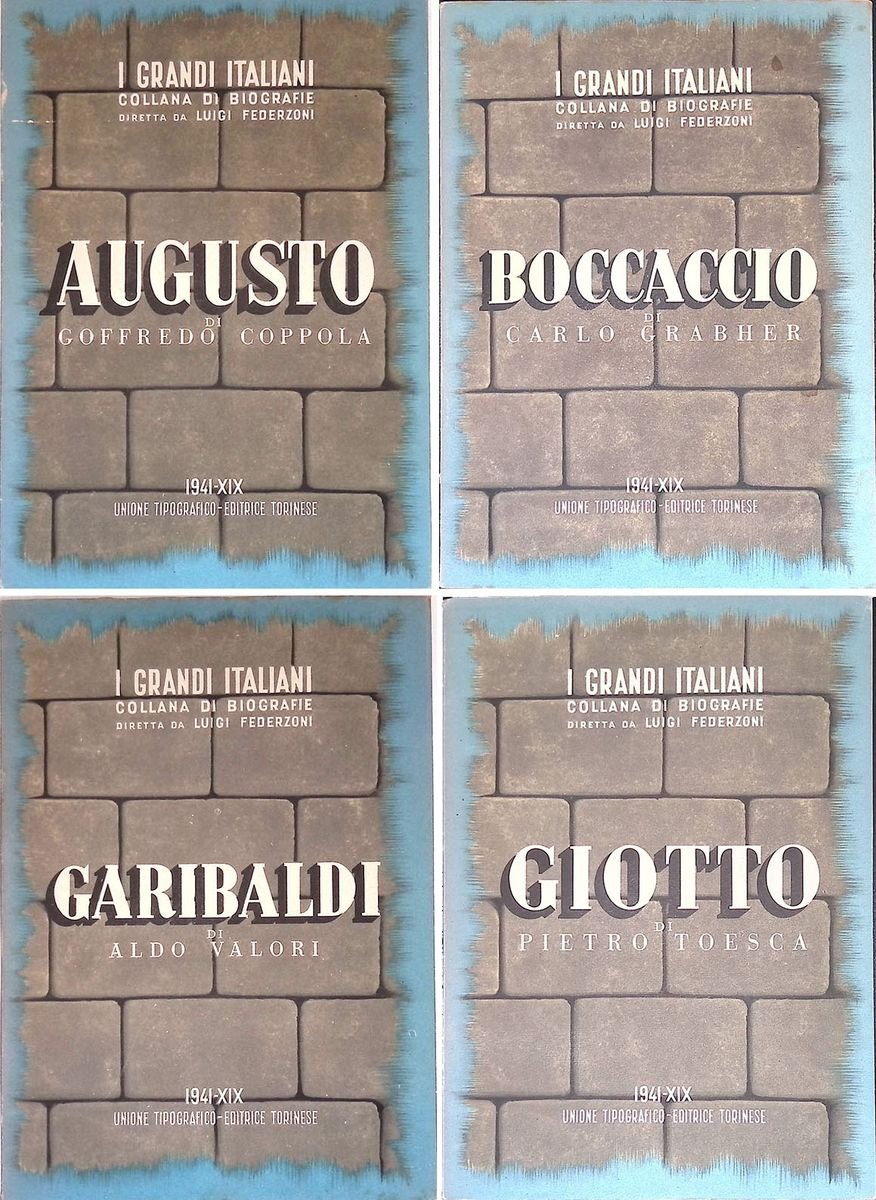 I GRANDI ITALIANI
COLLANA DI BIOGRAFIE
DIRETTA DA LUIGI FEDERZONI
AUGUSTO
DI
GOFFREDO COPPOLA
1941-XIX
UNIONE TIPOGRAFICO-EDITRICE TORINESE
I GRANDI ITALIANI
COLLANA DI BIOGRAFIE
DIRETTA DA LUIGI FEDERZONI
BOCCACCIO
DI
CARLO GRABHER
1941-XIX
UNIONE TIPOGRAFICO-EDITRICE TORINESE
I GRANDI ITALIANI
COLLANA DI BIOGRAFIE
DIRETTA DA LUIGI FEDERZONI
GARIBALDI
DI
ALDO VALORI
1941-XIX
UNIONE TIPOGRAFICO-EDITRICE TORINESE
I GRANDI ITALIANI
COLLANA DI BIOGRAFIE
DIRETTA DA LUIGI FEDERZONI
GIOTTO
DI
PIETRO TOESCA
1941-XIX
UNIONE TIPOGRAFICO-EDITRICE TORINESE